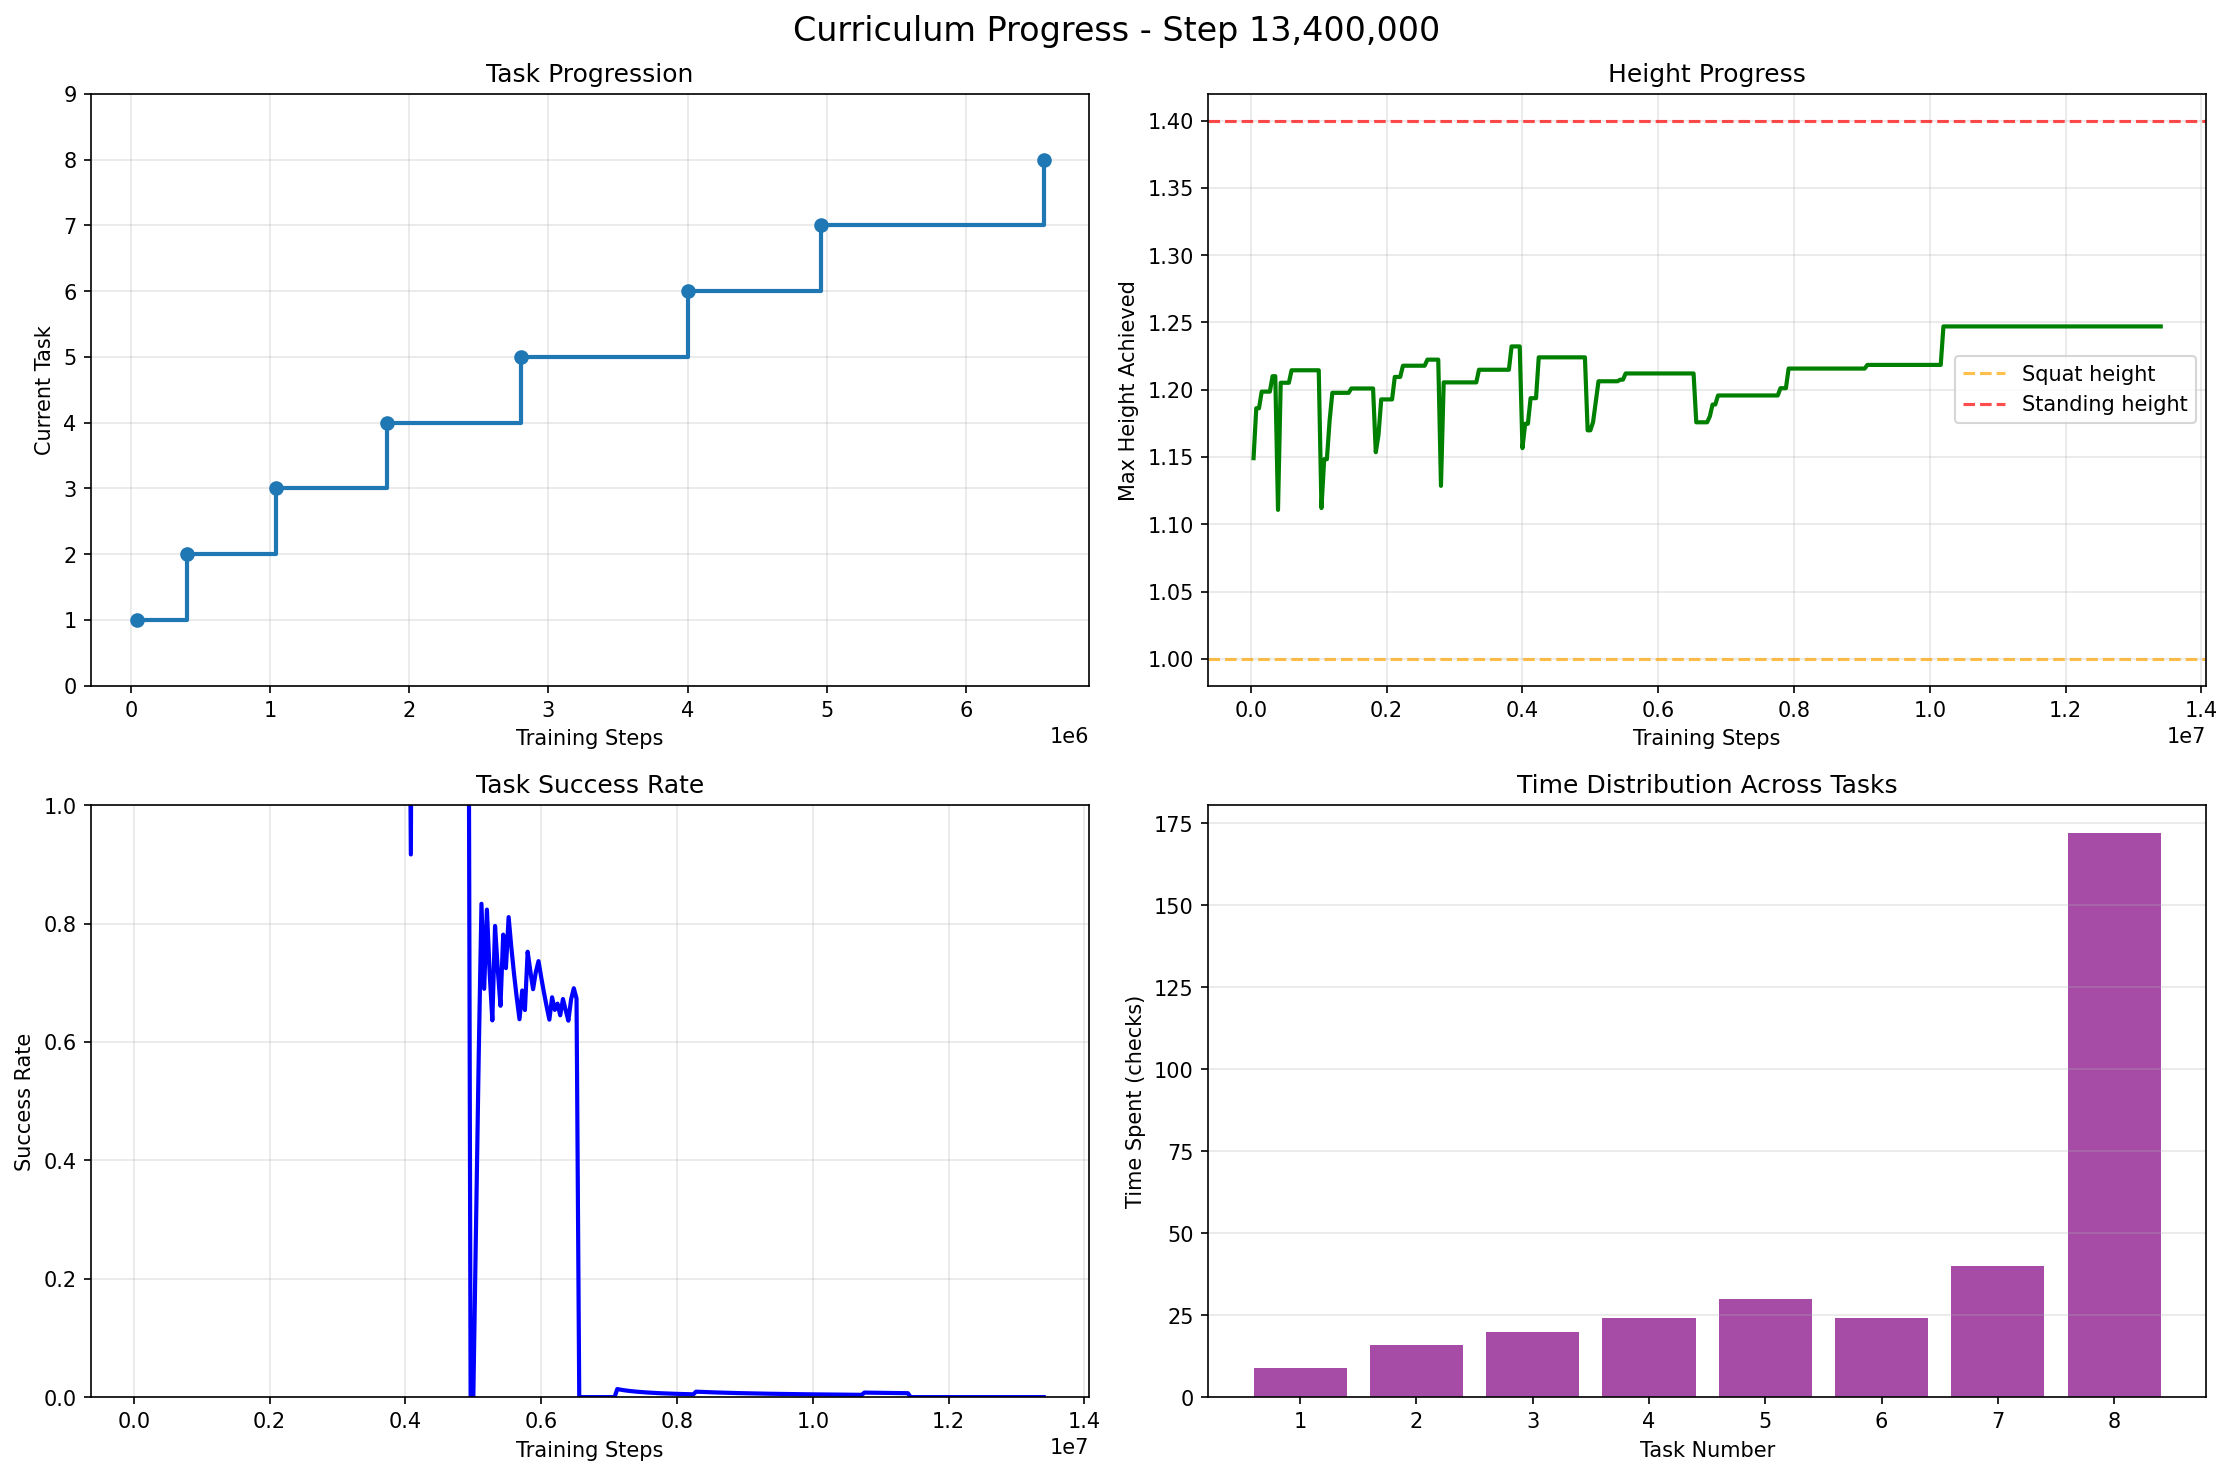 Curriculum Progress - Step 13,400,000
Task Progression
9
8
7
6
5
4
3
2
1
0
Current Task
0 1 2 3 4 5 6
1e6
Training Steps
Height Progress
1.40
1.35
1.30
1.25
1.20
1.15
1.10
1.05
1.00
Max Height Achieved
Squat height
Standing height
0.0 0.2 0.4 0.6 0.8 1.0 1.2 1.4
1e7
Training Steps
Task Success Rate
1.0
0.8
0.6
0.4
0.2
0.0
Success Rate
0.0 0.2 0.4 0.6 0.8 1.0 1.2 1.4
1e7
Training Steps
Time Distribution Across Tasks
175
150
125
100
75
50
25
0
Time Spent (checks)
1 2 3 4 5 6 7 8
Task Number